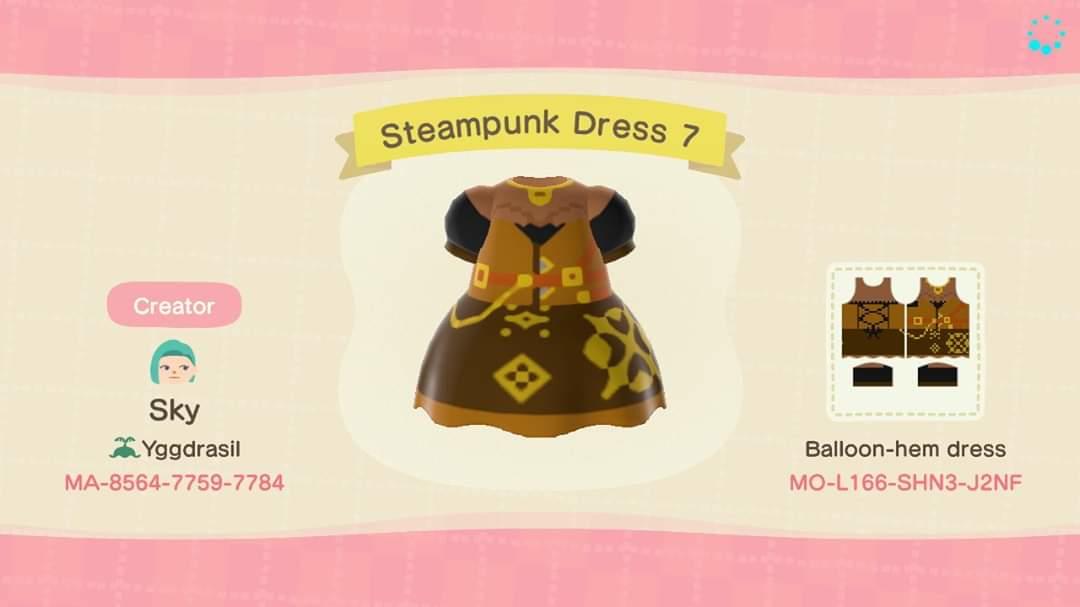 Steampunk Dress 7
Creator
Sky
Yggdrasil
MA-8564-7759-7784
Balloon-hem dress
MO-L166-SHN3-J2NF